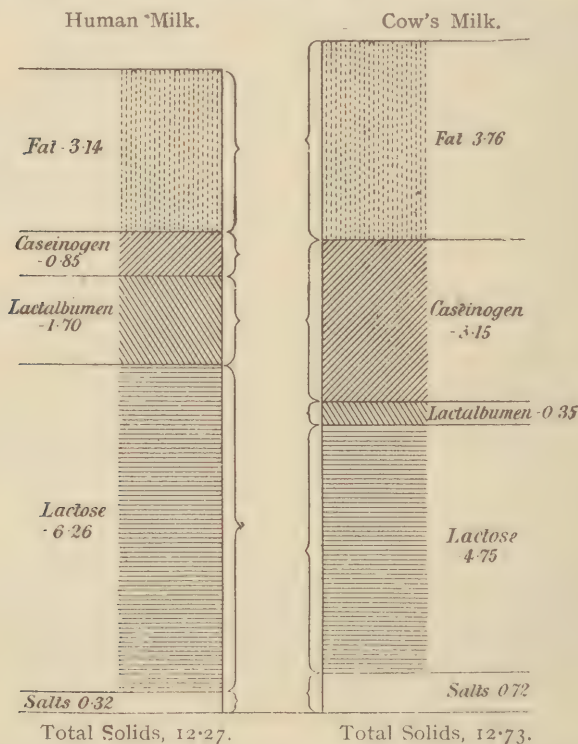 Human Milk.
Fat - 3·14
Caseinogen
-0·85
Lactalbumen
-1·70
Lactose
- 6·26
Salts 0·32
Total Solids, 12·27.
Cow's Milk.
Fat 3·76
Caseinogen
-3·15
Lactalbumen -0·35
Lactose
4·75
Salts 0·72
Total Solids, 12·73.